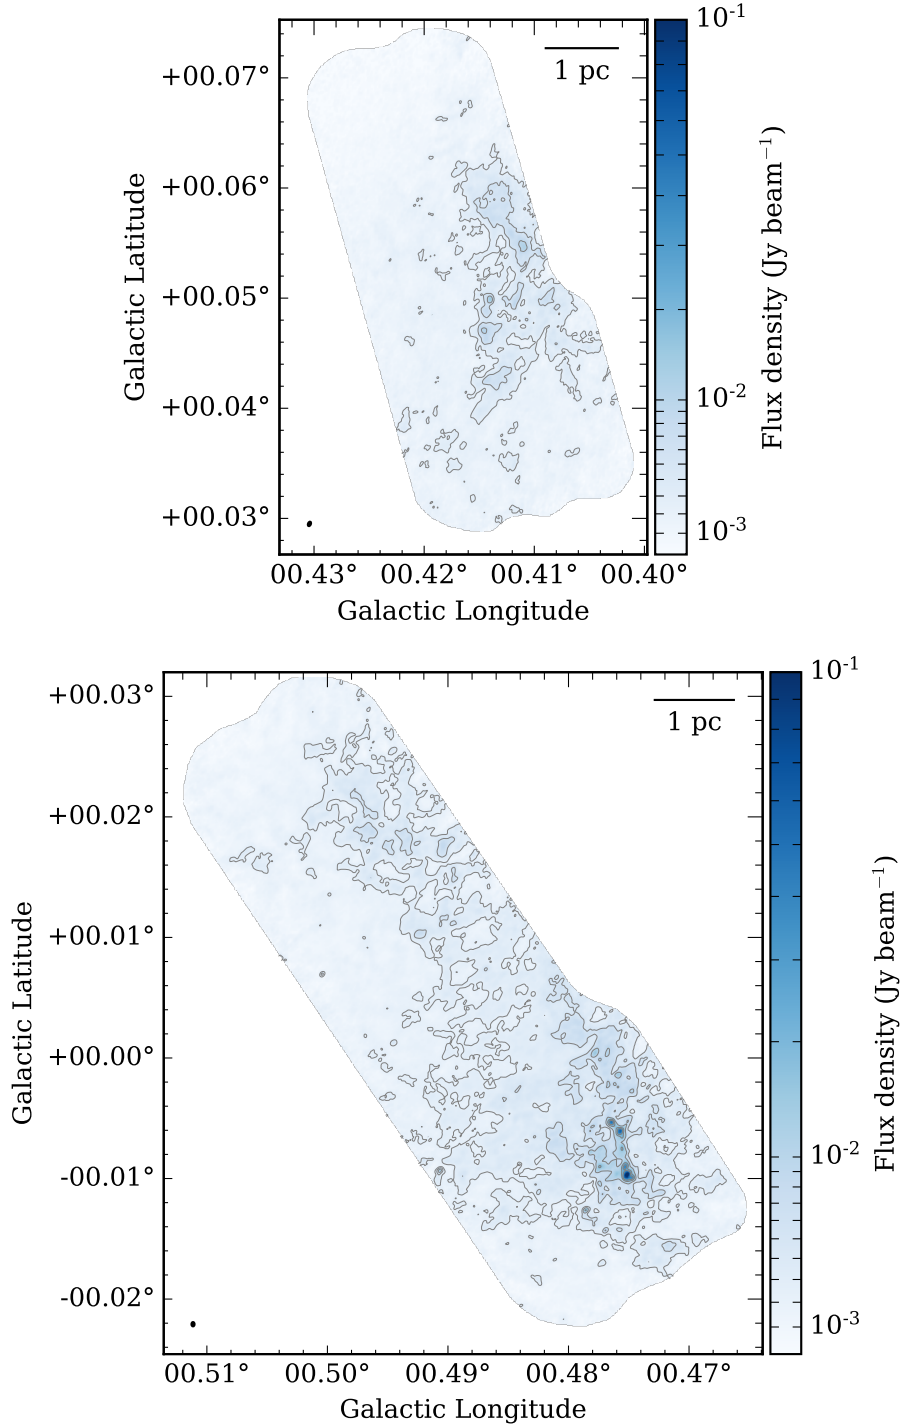 10-1
1 pc
+00.07°
+00.06°
+00.05°
+00.04°
+00.03°
Galactic Latitude
10-2
10-3
Flux density (Jy beam−1)
00.43° 00.42° 00.41° 00.40°
Galactic Longitude
10-1
1 pc
+00.03°
+00.02°
+00.01°
+00.00°
-00.01°
-00.02°
Galactic Latitude
10-2
10-3
Flux density (Jy beam−1)
00.51° 00.50° 00.49° 00.48° 00.47°
Galactic Longitude